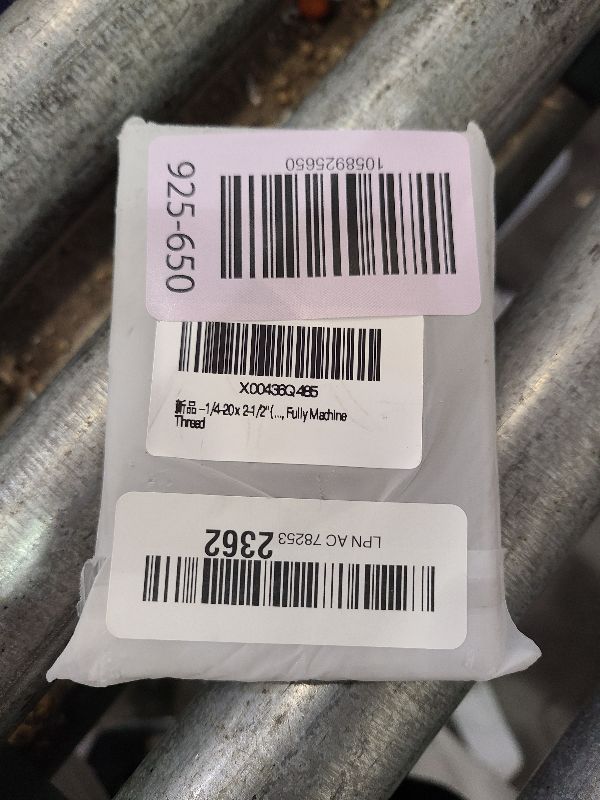 925-650
1058925650
X00436Q485
新品 -1/4-20 x 2-1/2" (..., Fully Machine
Thread
LPN AC 78253 2362